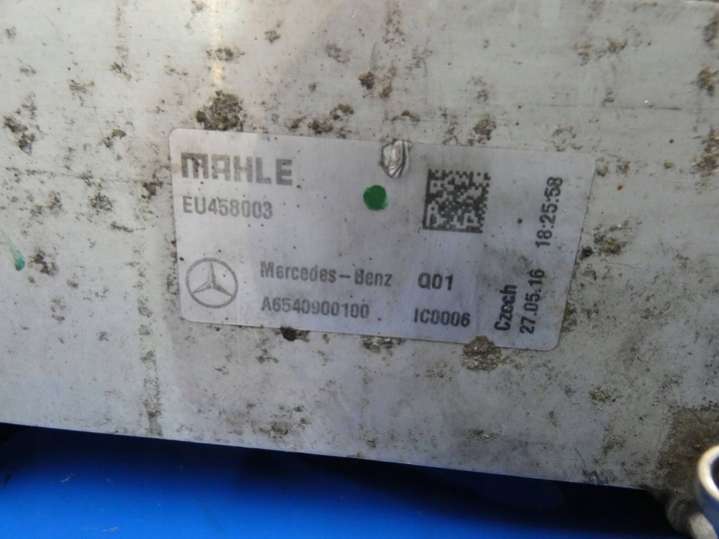 MAHLE
EU458003
Mercedes-Benz Q01
A6540900100 IC0006
Czech
27.05.16 18:25:58